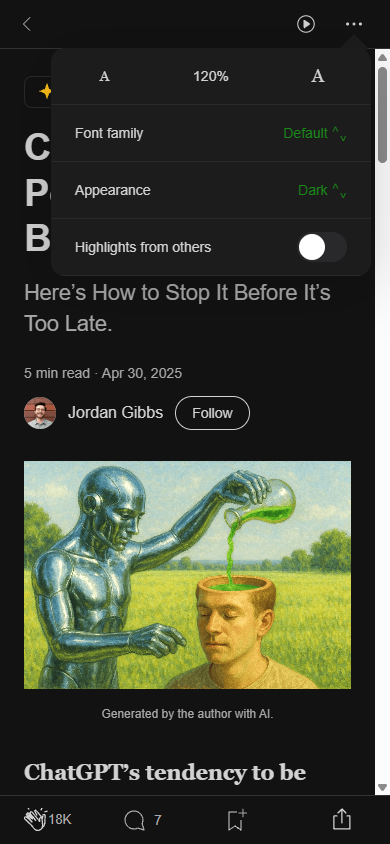 A 120% A
Font family Default
Appearance Dark
Highlights from others
C
P
B
Here’s How to Stop It Before It’s
Too Late.
5 min read · Apr 30, 2025
Jordan Gibbs Follow
Generated by the author with AI.
ChatGPT’s tendency to be
18K 7